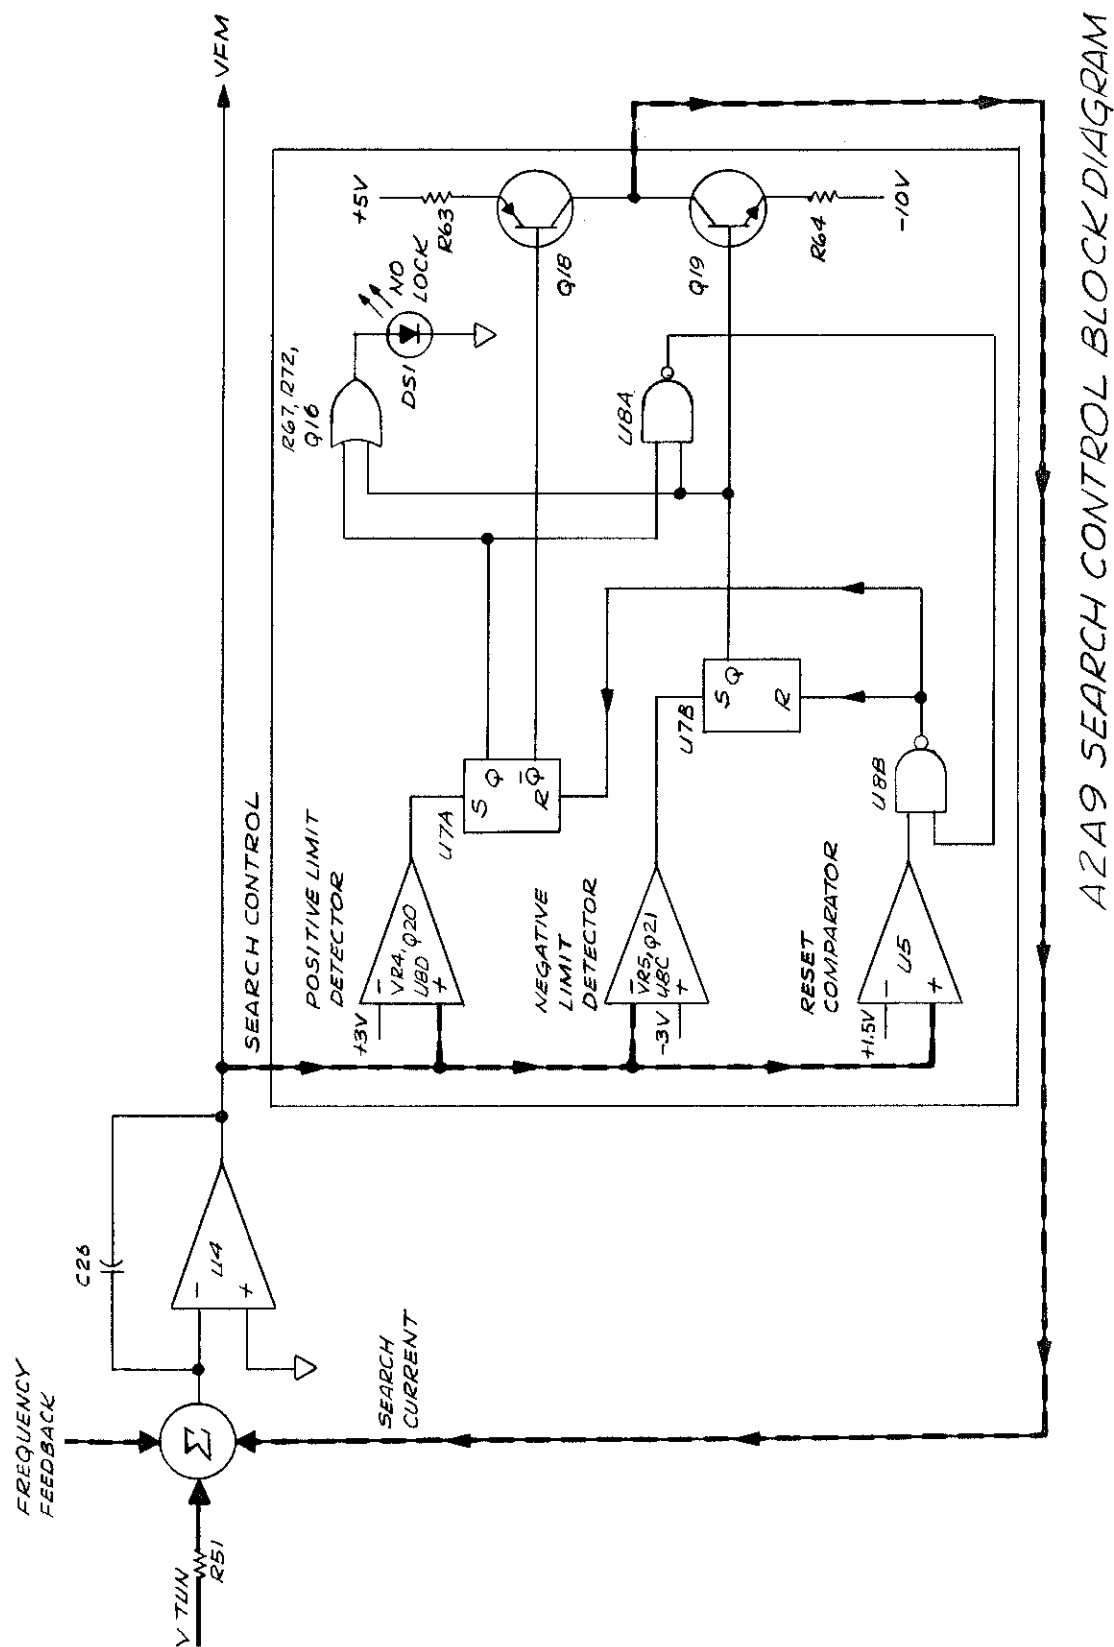 FREQUENCY
FEEDBACK
V TUN
R51
Σ
C26
U4
−
+
VFM
SEARCH
CURRENT
SEARCH CONTROL
POSITIVE LIMIT
DETECTOR
+3V
−
VR4, Q20
U8D
+
S
Q
Q̅
R
U7A
R67, R72,
Q16
DS1
NO
LOCK
+5V
R63
Q18
NEGATIVE
LIMIT
DETECTOR
−
VR5, Q21
U8C
-3V
+
U7B
S
Q
R
U8A
Q19
R64
-10V
RESET
COMPARATOR
+1.5V
−
U5
+
U8B
A2A9 SEARCH CONTROL BLOCK DIAGRAM